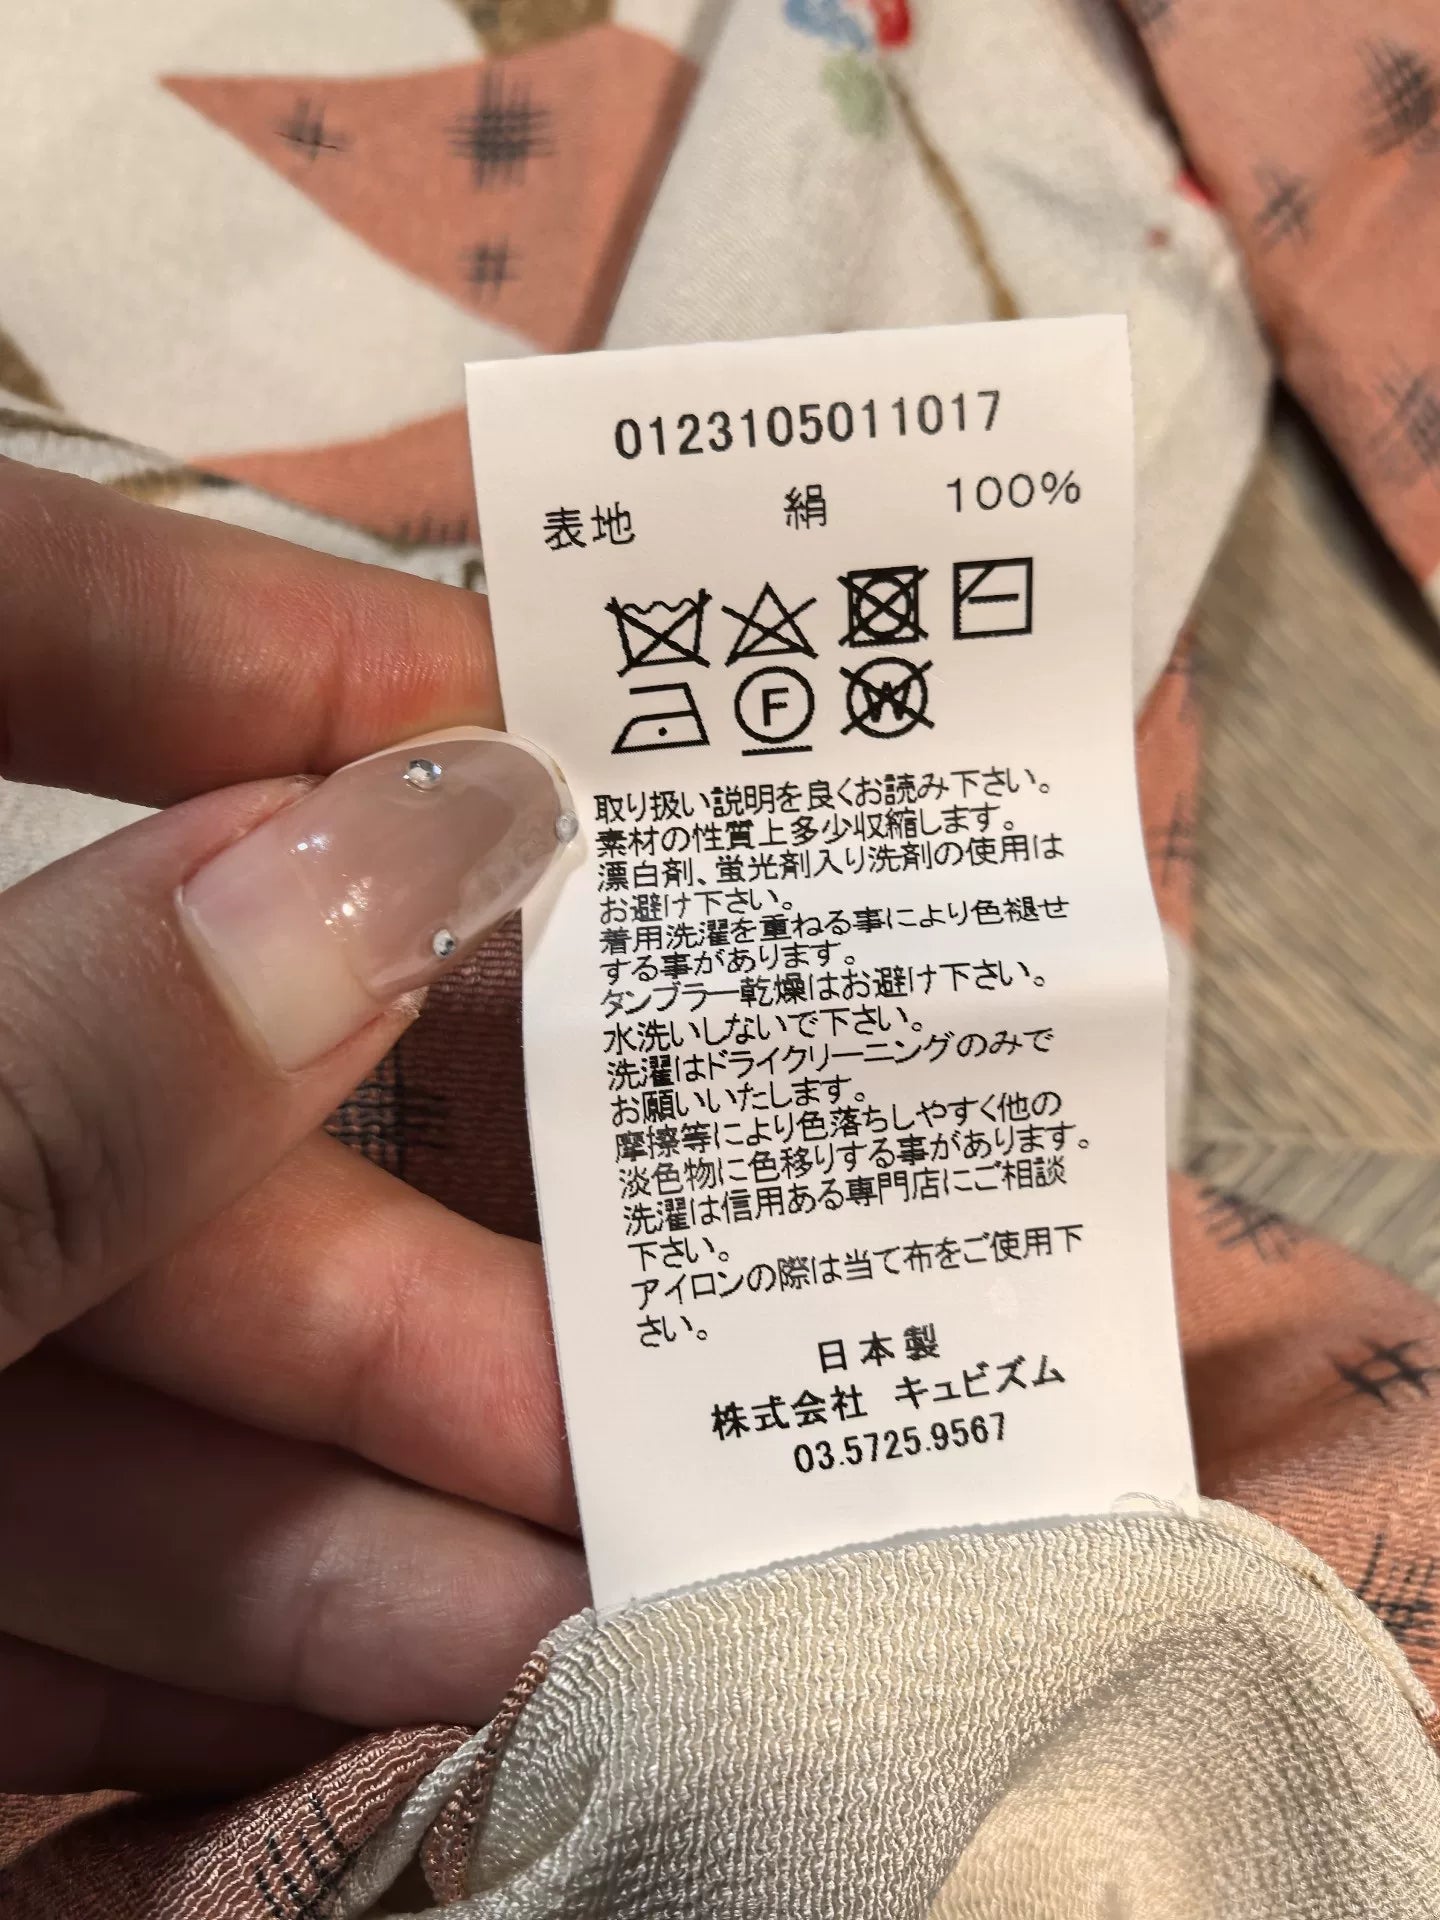 0123105011017
表地 絹 100%
F W
取り扱い説明を良くお読み下さい。
素材の性質上多少収縮します。
漂白剤、蛍光剤入り洗剤の使用は
お避け下さい。
着用洗濯を重ねる事により色褪せ
する事があります。
タンブラー乾燥はお避け下さい。
水洗いしないで下さい。
洗濯はドライクリーニングのみで
お願いいたします。
摩擦等により色落ちしやすく他の
淡色物に色移りする事があります。
洗濯は信用ある専門店にご相談
下さい。
アイロンの際は当て布をご使用下
さい。
日本製
株式会社 キュビズム
03.5725.9567